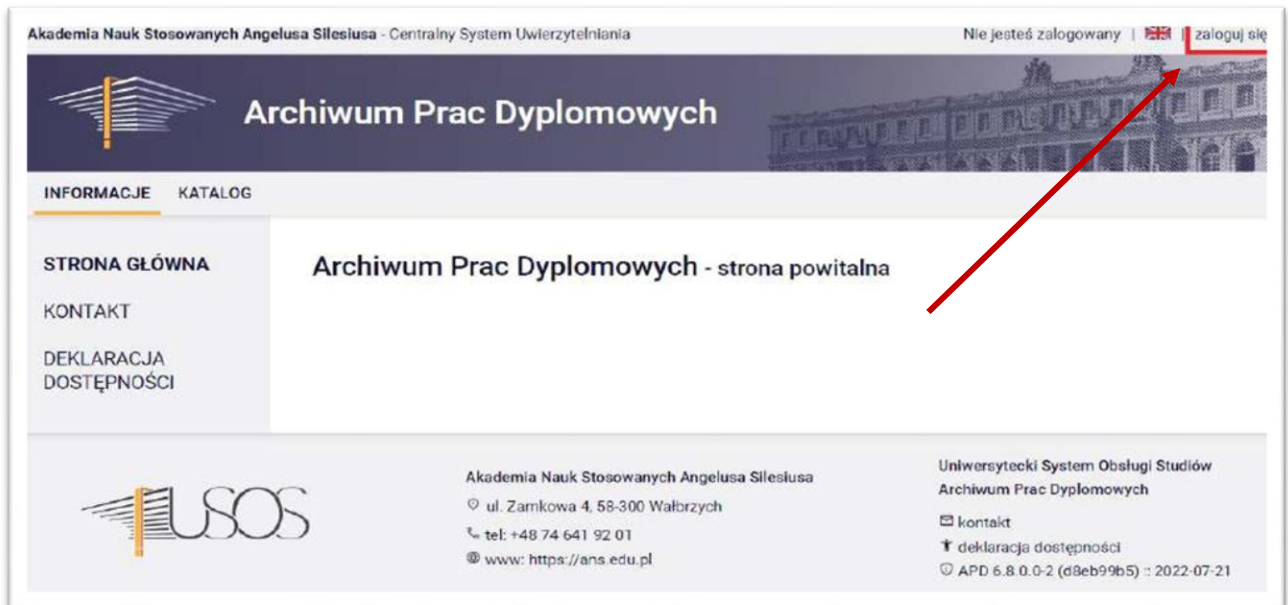 Akademia Nauk Stosowanych Angelusa Silesiusa - Centralny System Uwierzytelniania
Nie jesteś zalogowany | | zaloguj się
Archiwum Prac Dyplomowych
INFORMACJE KATALOG
STRONA GŁÓWNA
KONTAKT
DEKLARACJA
DOSTĘPNOŚCI
Archiwum Prac Dyplomowych - strona powitalna
USOS
Akademia Nauk Stosowanych Angelusa Silesiusa
ul. Zamkowa 4, 58-300 Wałbrzych
tel: +48 74 641 92 01
www: https://ans.edu.pl
Uniwersytecki System Obsługi Studiów
Archiwum Prac Dyplomowych
kontakt
deklaracja dostępności
APD 6.8.0.0-2 (d8eb99b5) :: 2022-07-21